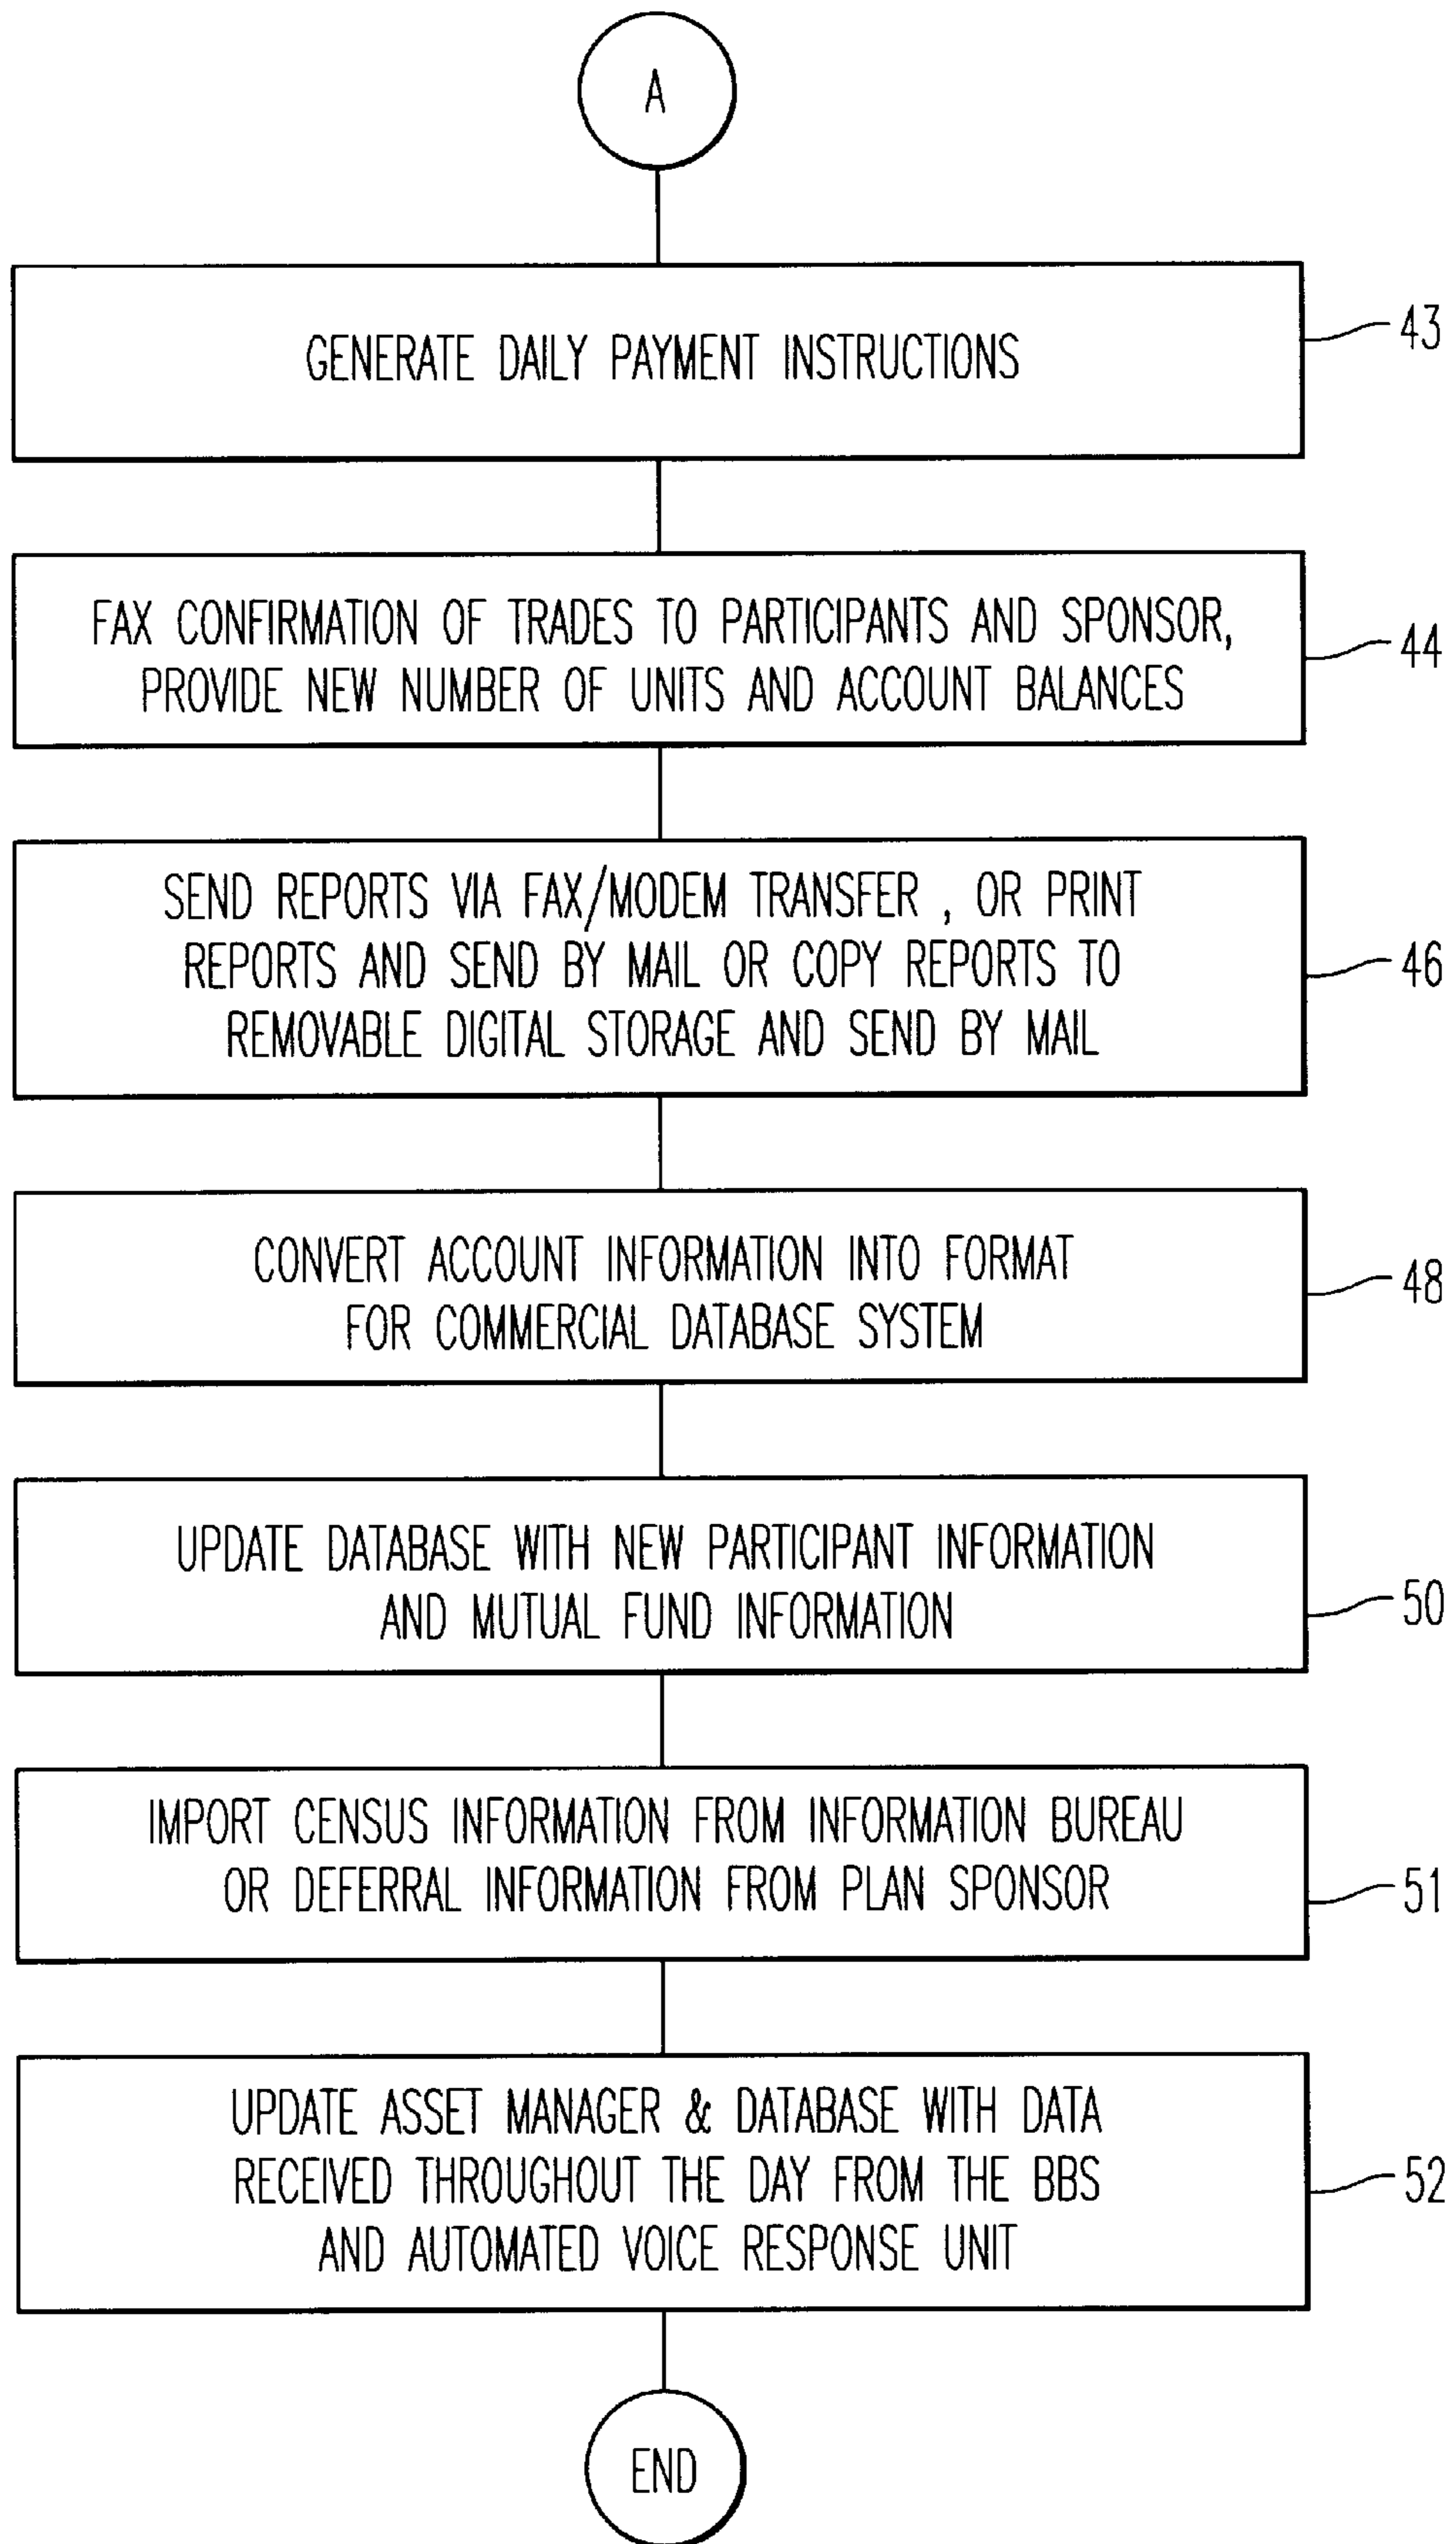 A
GENERATE DAILY PAYMENT INSTRUCTIONS
43
FAX CONFIRMATION OF TRADES TO PARTICIPANTS AND SPONSOR,
PROVIDE NEW NUMBER OF UNITS AND ACCOUNT BALANCES
44
SEND REPORTS VIA FAX/MODEM TRANSFER , OR PRINT
REPORTS AND SEND BY MAIL OR COPY REPORTS TO
REMOVABLE DIGITAL STORAGE AND SEND BY MAIL
46
CONVERT ACCOUNT INFORMATION INTO FORMAT
FOR COMMERCIAL DATABASE SYSTEM
48
UPDATE DATABASE WITH NEW PARTICIPANT INFORMATION
AND MUTUAL FUND INFORMATION
50
IMPORT CENSUS INFORMATION FROM INFORMATION BUREAU
OR DEFERRAL INFORMATION FROM PLAN SPONSOR
51
UPDATE ASSET MANAGER & DATABASE WITH DATA
RECEIVED THROUGHOUT THE DAY FROM THE BBS
AND AUTOMATED VOICE RESPONSE UNIT
52
END